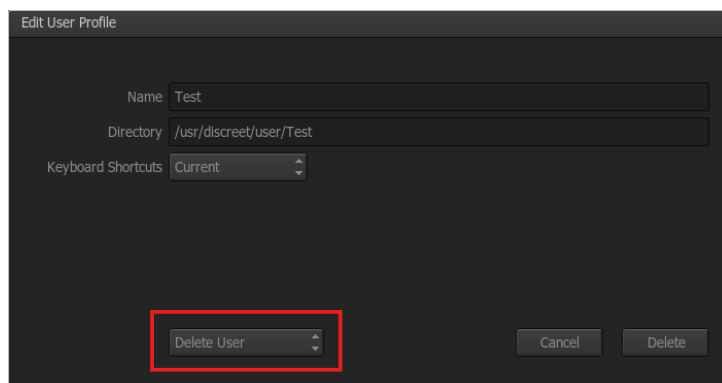 Edit User Profile
Name Test
Directory /usr/discreet/user/Test
Keyboard Shortcuts Current
Delete User Cancel Delete